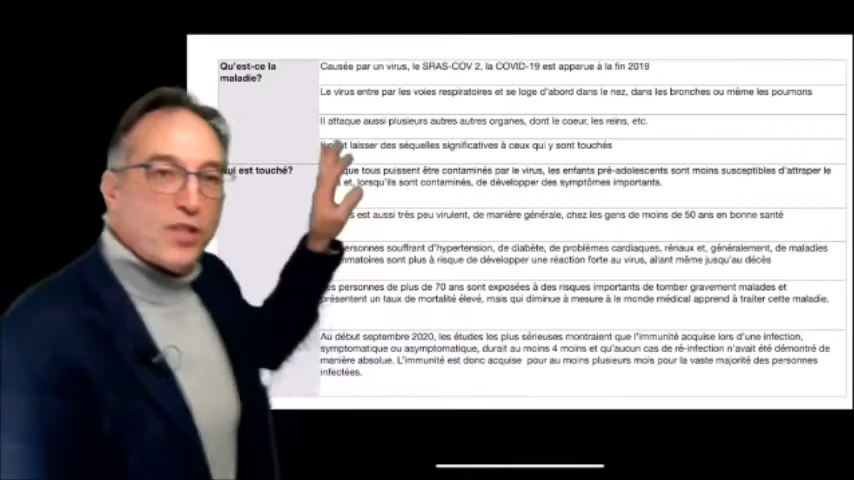 Qu'est-ce la
maladie?
Causée par un virus, le SRAS-COV 2, la COVID-19 est apparue à la fin 2019
Le virus entre par les voies respiratoires et se loge d'abord dans le nez, dans les bronches ou même les poumons
Il attaque aussi plusieurs autres autres organes, dont le coeur, les reins, etc.
laisser des séquelles significatives à ceux qui y sont touchés
est touché?
que tous puissent être contaminés par le virus, les enfants pré-adolescents sont moins susceptibles d'attraper le
et, lorsqu'ils sont contaminés, de développer des symptômes importants.
est aussi très peu virulent, de manière générale, chez les gens de moins de 50 ans en bonne santé
personnes souffrant d'hypertension, de diabète, de problèmes cardiaques, rénaux et, généralement, de maladies
sont plus à risque de développer une réaction forte au virus, allant même jusqu'au décès
personnes de plus de 70 ans sont exposées à des risques importants de tomber gravement malades et
présentent un taux de mortalité élevé, mais qui diminue à mesure à le monde médical apprend à traiter cette maladie.
Au début septembre 2020, les études les plus sérieuses montraient que l'immunité acquise lors d'une infection,
symptomatique ou asymptomatique, durait au moins 4 moins et qu'aucun cas de ré-infection n'avait été démontré de
manière absolue. L'immunité est donc acquise pour au moins plusieurs mois pour la vaste majorité des personnes
infectées.